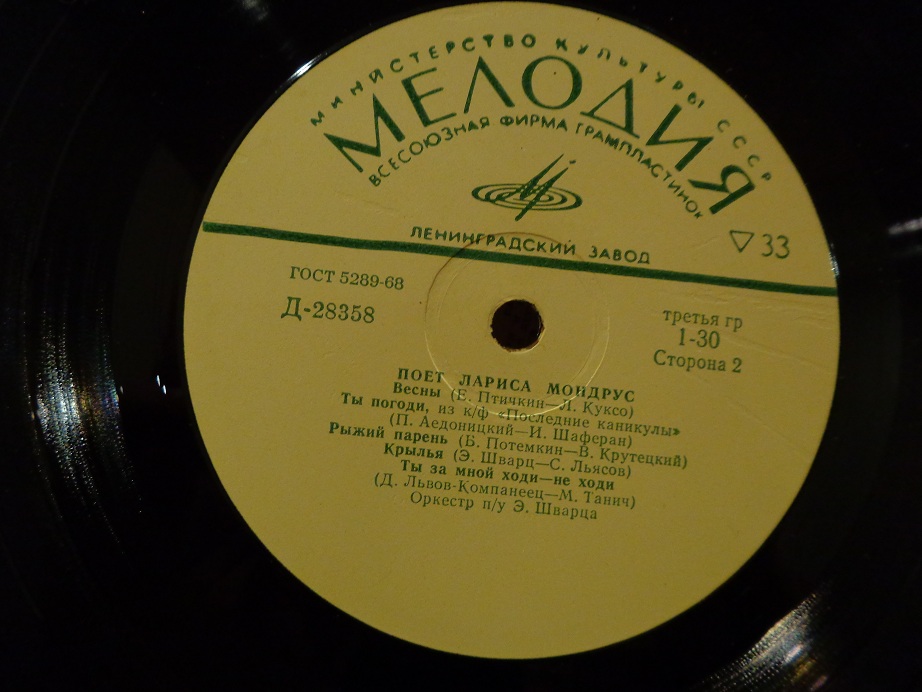 МИНИСТЕРСТВО КУЛЬТУРЫ СССР
МЕЛОДИЯ
ВСЕСОЮЗНАЯ ФИРМА ГРАМПЛАСТИНОК
ЛЕНИНГРАДСКИЙ ЗАВОД
33
ГОСТ 5289-68
Д-28358
третья гр
1-30
Сторона 2
ПОЕТ ЛАРИСА МОНДРУС
Весны (Е. Птичкин—Л. Куксо)
Ты погоди, из к/ф «Последние каникулы»
(П. Аедоницкий—И. Шаферан)
Рыжий парень (Б. Потемкин—В. Крутецкий)
Крылья (Э. Шварц—С. Льясов)
Ты за мной ходи—не ходи
(Д. Львов-Компанеец—М. Танич)
Оркестр п/у Э. Шварца